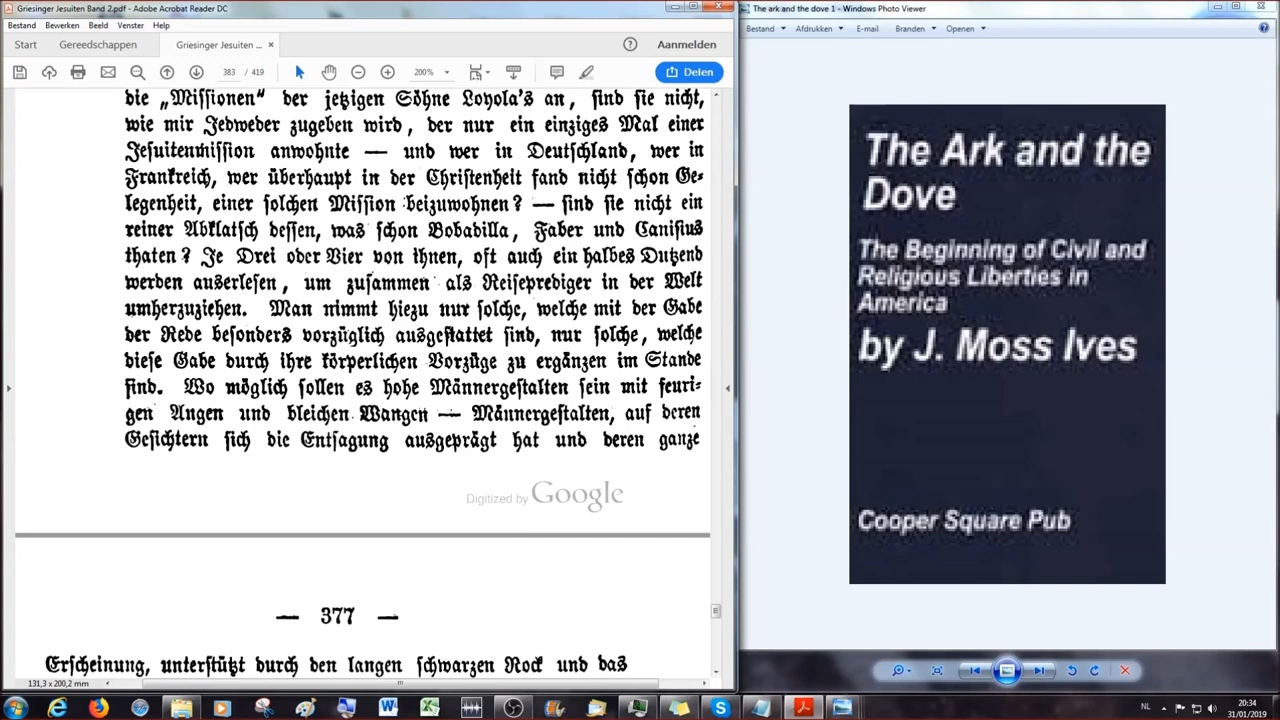 Griesinger Jesuiten Band 2.pdf - Adobe Acrobat Reader DC
Bestand Bewerken Beeld Venster Help
Start Gereedschappen Griesinger Jesuiten ... × Aanmelden
383 / 419 200% Delen
die „Missionen“ der jetzigen Söhne Loyola's an, sind sie nicht,
wie mir Jedweder zugeben wird, der nur ein einziges Mal einer
Jesuitenmission anwohnte — und wer in Deutschland, wer in
Frankreich, wer überhaupt in der Christenheit fand nicht schon Ge-
legenheit, einer solchen Mission beizuwohnen? — sind sie nicht ein
reiner Abklatsch dessen, was schon Bobadilla, Faber und Canisius
thaten? Je Drei oder Vier von ihnen, oft auch ein halbes Dutzend
werden auserlesen, um zusammen als Reiseprediger in der Welt
umherzuziehen. Man nimmt hiezu nur solche, welche mit der Gabe
der Rede besonders vorzüglich ausgestattet sind, nur solche, welche
diese Gabe durch ihre körperlichen Vorzüge zu ergänzen im Stande
sind. Wo möglich sollen es hohe Männergestalten sein mit feuri-
gen Augen und bleichen Wangen — Männergestalten, auf deren
Gesichtern sich die Entsagung ausgeprägt hat und deren ganze
Digitized by Google
— 377 —
Erscheinung, unterstützt durch den langen schwarzen Rock und das
131,3 x 200,2 mm
The ark and the dove 1 - Windows Photo Viewer
Bestand Afdrukken E-mail Branden Openen
The Ark and the
Dove
The Beginning of Civil and
Religious Liberties in
America
by J. Moss Ives
Cooper Square Pub
NL 20:34
31/01/2019